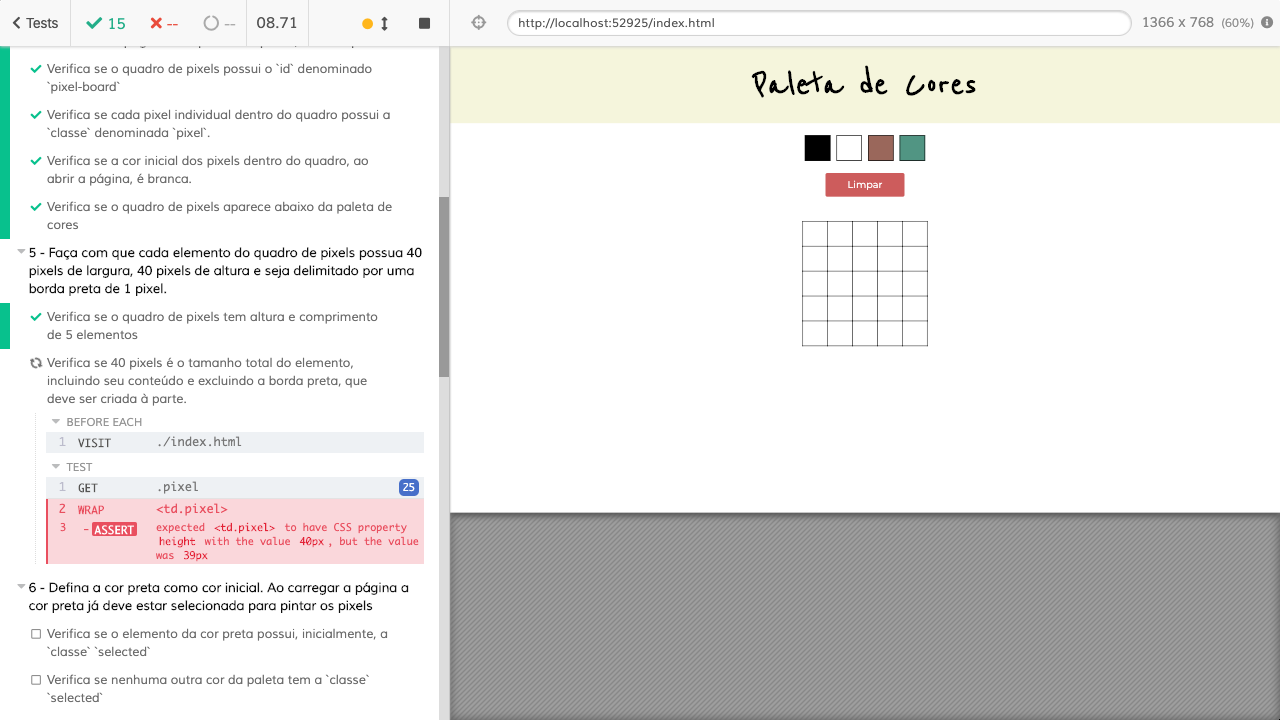 Tests
15
--
--
08.71
http://localhost:52925/index.html
1366 x 768 (60%)
Verifica se o quadro de pixels possui o `id` denominado
`pixel-board`
Verifica se cada pixel individual dentro do quadro possui a
`classe` denominada `pixel`.
Verifica se a cor inicial dos pixels dentro do quadro, ao
abrir a página, é branca.
Verifica se o quadro de pixels aparece abaixo da paleta de
cores
5 - Faça com que cada elemento do quadro de pixels possua 40
pixels de largura, 40 pixels de altura e seja delimitado por uma
borda preta de 1 pixel.
Verifica se o quadro de pixels tem altura e comprimento
de 5 elementos
Verifica se 40 pixels é o tamanho total do elemento,
incluindo seu conteúdo e excluindo a borda preta, que
deve ser criada à parte.
BEFORE EACH
1 VISIT ./index.html
TEST
1 GET .pixel 25
2 WRAP <td.pixel>
3 -ASSERT expected <td.pixel> to have CSS property
height with the value 40px, but the value
was 39px
6 - Defina a cor preta como cor inicial. Ao carregar a página a
cor preta já deve estar selecionada para pintar os pixels
Verifica se o elemento da cor preta possui, inicialmente, a
`classe` `selected`
Verifica se nenhuma outra cor da paleta tem a `classe`
`selected`
Paleta de Cores
Limpar